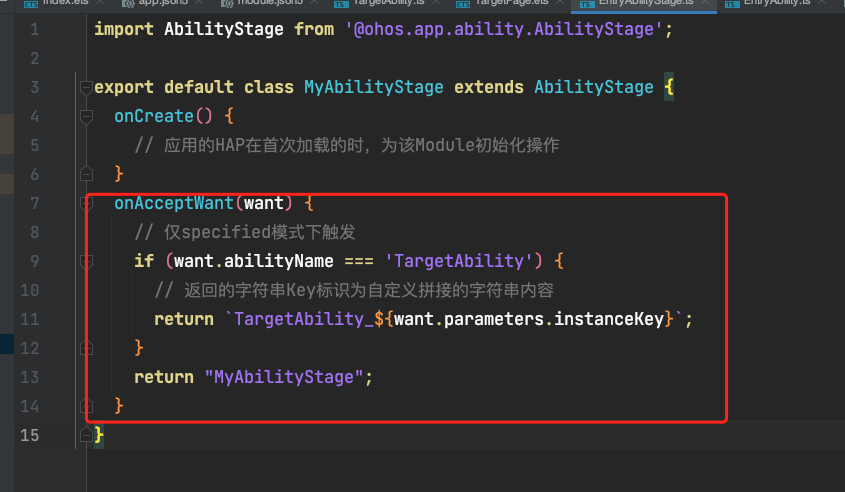 Index.ets app.json5 module.json5 TargetAbility.ts TargetPage.ets EntryAbilityStage.ts EntryAbility.ts
1 import AbilityStage from '@ohos.app.ability.AbilityStage';
2
3 export default class MyAbilityStage extends AbilityStage {
4 onCreate() {
5 // 应用的HAP在首次加载的时，为该Module初始化操作
6 }
7 onAcceptWant(want) {
8 // 仅specified模式下触发
9 if (want.abilityName === 'TargetAbility') {
10 // 返回的字符串Key标识为自定义拼接的字符串内容
11 return `TargetAbility_${want.parameters.instanceKey}`;
12 }
13 return "MyAbilityStage";
14 }
15 }